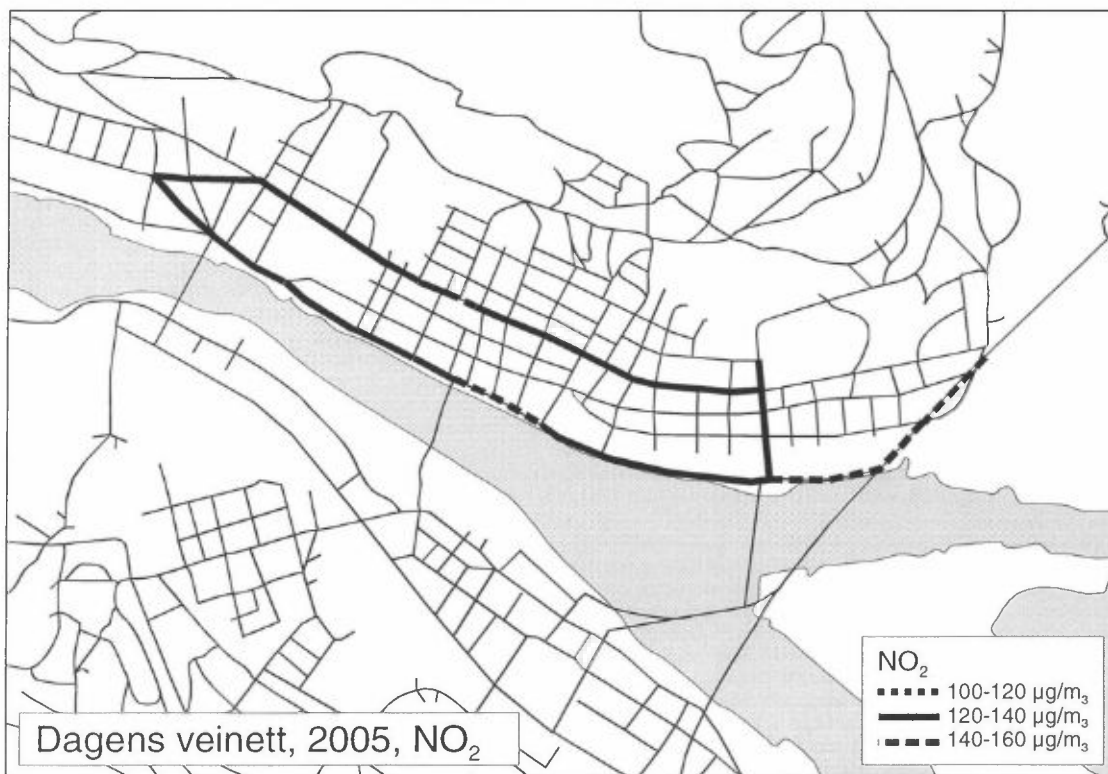 Dagens veinett, 2005, NO₂
NO₂
100-120 µg/m₃
120-140 µg/m₃
140-160 µg/m₃